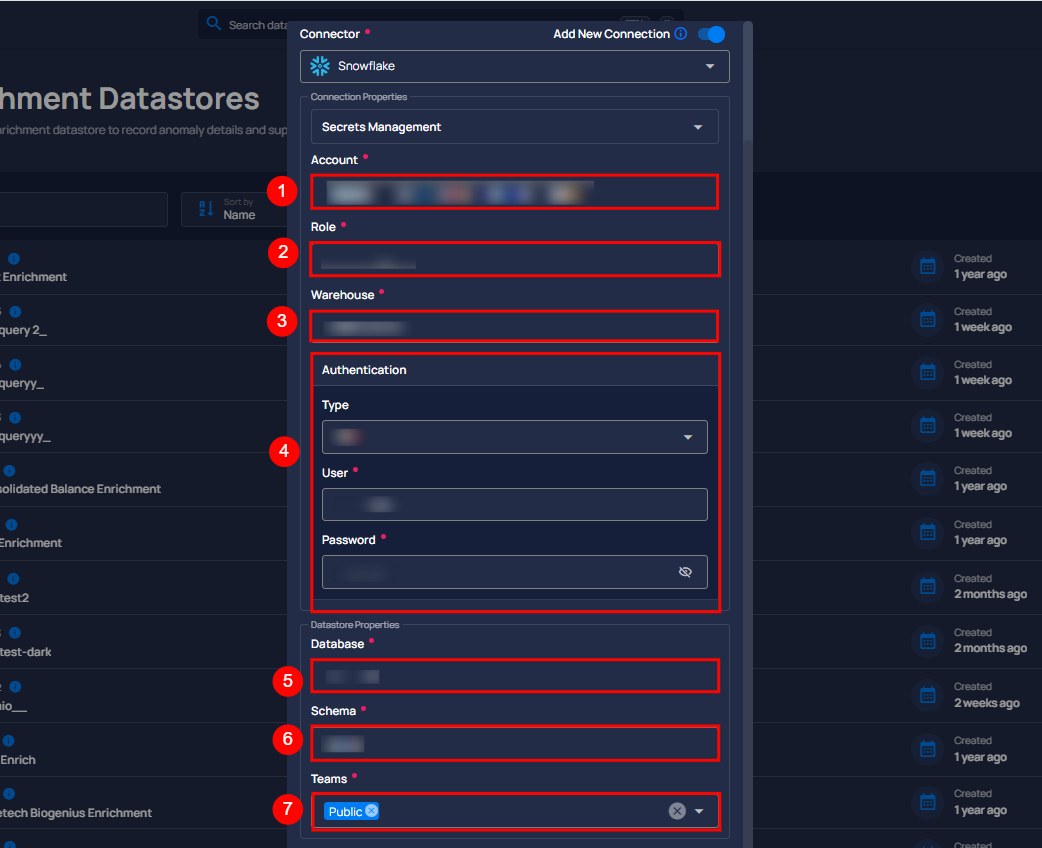 Search data
Connector *
Add New Connection
Snowflake
hment Datastores
nrichment datastore to record anomaly details and sup
Connection Properties
Secrets Management
Account *
1
Sort by
Name
Role *
2
Enrichment
Created
1 year ago
Warehouse *
3
query 2_
Created
1 week ago
Authentication
Type
queryy_
Created
1 week ago
4
queryyy_
Created
1 week ago
User *
solidated Balance Enrichment
Created
1 year ago
Password *
Enrichment
Created
1 year ago
test2
Created
2 months ago
Datastore Properties
Database *
test-dark
Created
2 months ago
5
nio__
Created
2 weeks ago
Schema *
6
Enrich
Created
1 year ago
Teams *
7
Public
etech Biogenius Enrichment
Created
1 year ago
Created